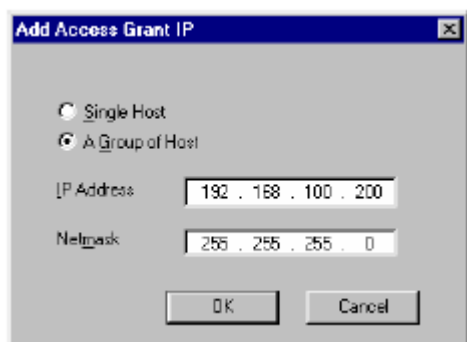 Add Access Grant IP
Single Host
A Group of Host
IP Address 192 . 168 . 100 . 200
Netmask 255 . 255 . 255 . 0
OK Cancel